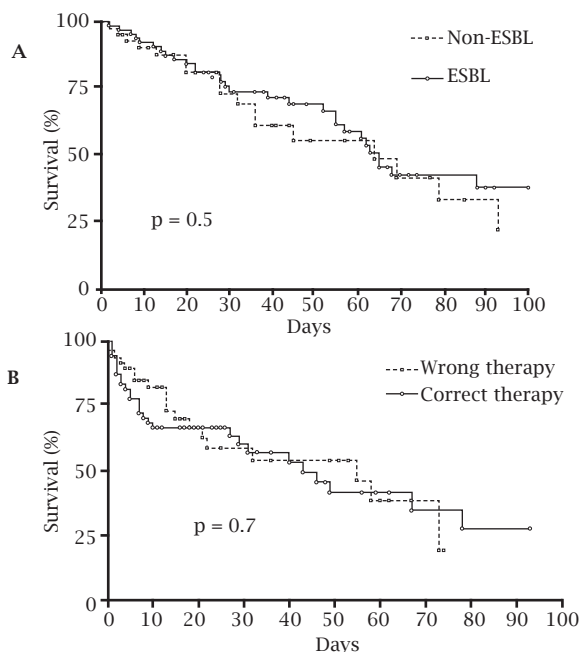 A
Survival (%)
100
75
50
25
0
Non-ESBL
ESBL
p = 0.5
0 10 20 30 40 50 60 70 80 90 100
Days
B
Survival (%)
100
75
50
25
0
Wrong therapy
Correct therapy
p = 0.7
0 10 20 30 40 50 60 70 80 90 100
Days